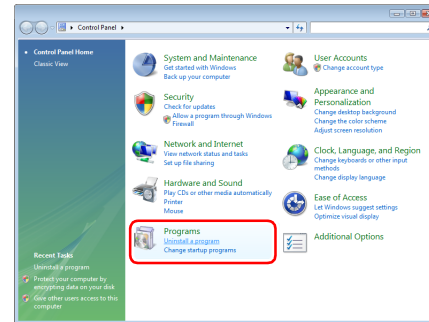 Control Panel
Control Panel Home
Classic View
System and Maintenance
Get started with Windows
Back up your computer
Security
Check for updates
Allow a program through Windows
Firewall
Network and Internet
View network status and tasks
Set up file sharing
Hardware and Sound
Play CDs or other media automatically
Printer
Mouse
Programs
Uninstall a program
Change startup programs
User Accounts
Change account type
Appearance and
Personalization
Change desktop background
Change the color scheme
Adjust screen resolution
Clock, Language, and Region
Change keyboards or other input
methods
Change display language
Ease of Access
Let Windows suggest settings
Optimize visual display
Additional Options
Recent Tasks
Uninstall a program
Protect your computer by
encrypting data on your disk
Give other users access to this
computer